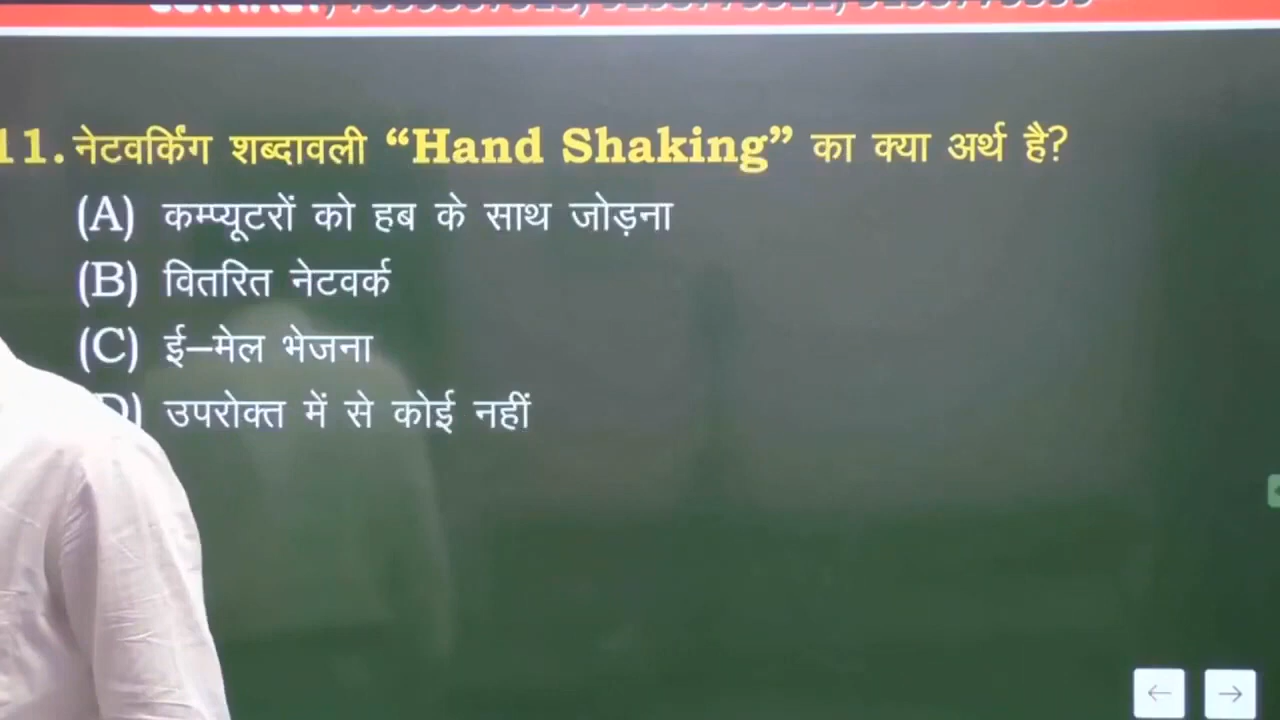 11. नेटवर्किंग शब्दावली “Hand Shaking” का क्या अर्थ है?
(A) कम्प्यूटरों को हब के साथ जोड़ना
(B) वितरित नेटवर्क
(C) ई–मेल भेजना
D) उपरोक्त में से कोई नहीं